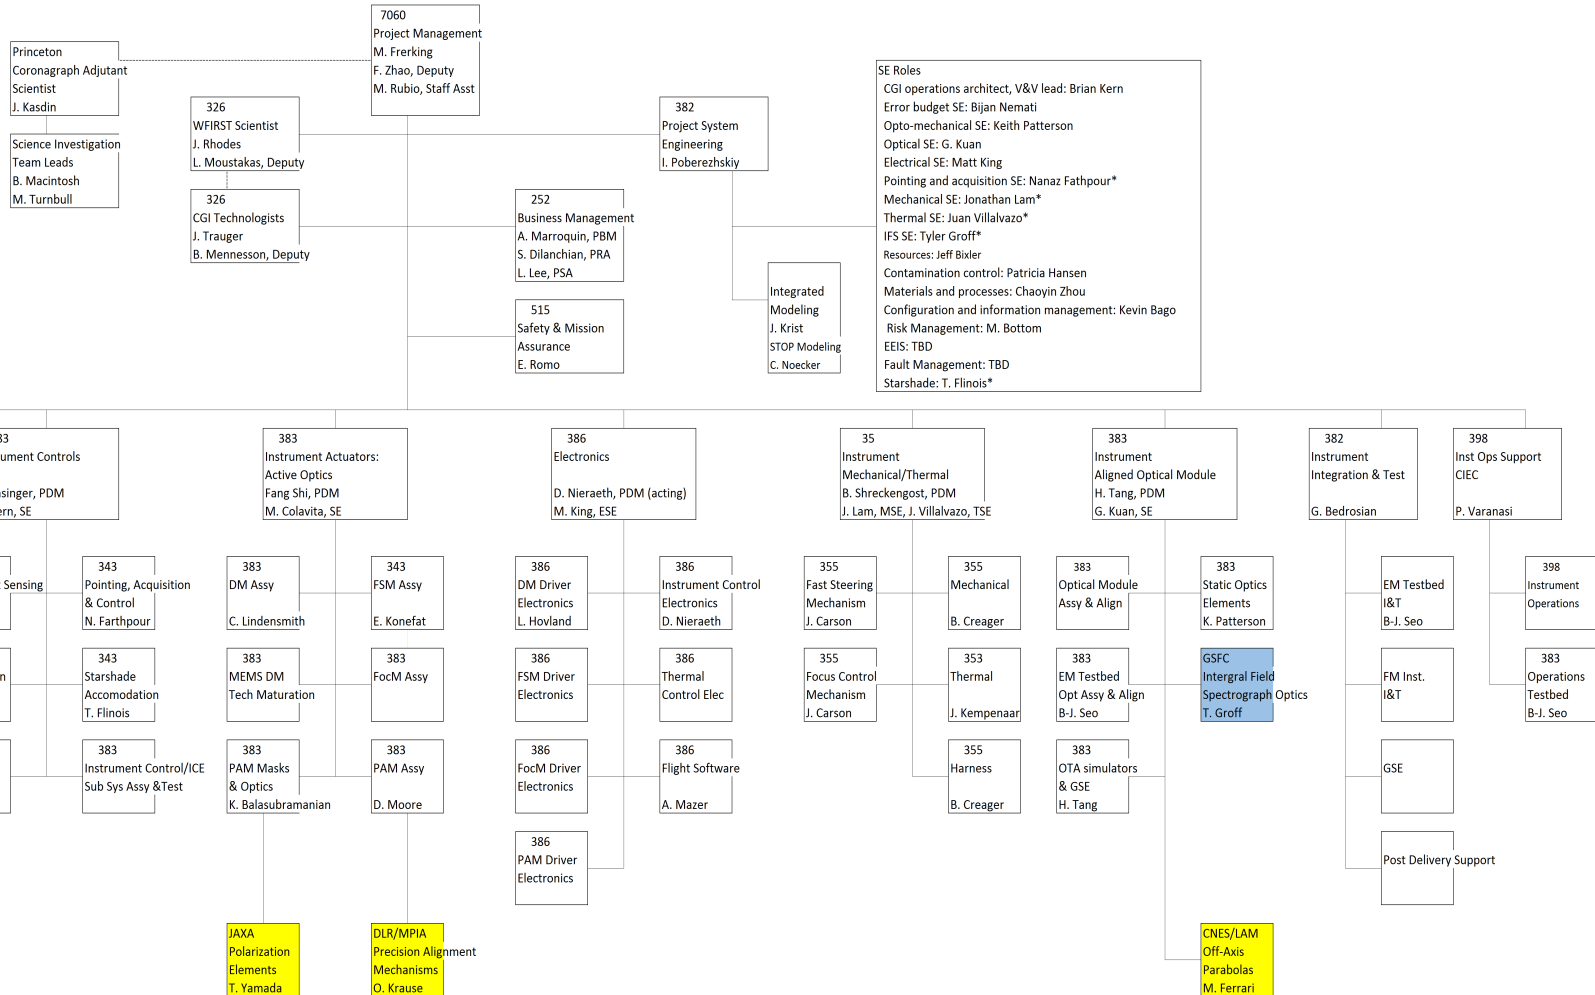 7060
Project Management
M. Frerking
F. Zhao, Deputy
M. Rubio, Staff Asst
Princeton
Coronagraph Adjutant
Scientist
J. Kasdin
Science Investigation
Team Leads
B. Macintosh
M. Turnbull
326
WFIRST Scientist
J. Rhodes
L. Moustakas, Deputy
326
CGI Technologists
J. Trauger
B. Mennesson, Deputy
382
Project System
Engineering
I. Poberezhskiy
252
Business Management
A. Marroquin, PBM
S. Dilanchian, PRA
L. Lee, PSA
515
Safety & Mission
Assurance
E. Romo
Integrated
Modeling
J. Krist
STOP Modeling
C. Noecker
SE Roles
CGI operations architect, V&V lead: Brian Kern
Error budget SE: Bijan Nemati
Opto-mechanical SE: Keith Patterson
Optical SE: G. Kuan
Electrical SE: Matt King
Pointing and acquisition SE: Nanaz Fathpour*
Mechanical SE: Jonathan Lam*
Thermal SE: Juan Villalvazo*
IFS SE: Tyler Groff*
Resources: Jeff Bixler
Contamination control: Patricia Hansen
Materials and processes: Chaoyin Zhou
Configuration and information management: Kevin Bago
Risk Management: M. Bottom
EEIS: TBD
Fault Management: TBD
Starshade: T. Flinois*
83
ument Controls
singer, PDM
ern, SE
383
Instrument Actuators:
Active Optics
Fang Shi, PDM
M. Colavita, SE
386
Electronics
D. Nieraeth, PDM (acting)
M. King, ESE
35
Instrument
Mechanical/Thermal
B. Shreckengost, PDM
J. Lam, MSE, J. Villalvazo, TSE
383
Instrument
Aligned Optical Module
H. Tang, PDM
G. Kuan, SE
382
Instrument
Integration & Test
G. Bedrosian
398
Inst Ops Support
CIEC
P. Varanasi
Sensing
343
Pointing, Acquisition
& Control
N. Farthpour
383
DM Assy
C. Lindensmith
343
FSM Assy
E. Konefat
386
DM Driver
Electronics
L. Hovland
386
Instrument Control
Electronics
D. Nieraeth
355
Fast Steering
Mechanism
J. Carson
355
Mechanical
B. Creager
383
Optical Module
Assy & Align
383
Static Optics
Elements
K. Patterson
EM Testbed
I&T
B-J. Seo
398
Instrument
Operations
n
343
Starshade
Accomodation
T. Flinois
383
MEMS DM
Tech Maturation
383
FocM Assy
386
FSM Driver
Electronics
386
Thermal
Control Elec
355
Focus Control
Mechanism
J. Carson
353
Thermal
J. Kempenaar
383
EM Testbed
Opt Assy & Align
B-J. Seo
GSFC
Intergral Field
Spectrograph Optics
T. Groff
FM Inst.
I&T
383
Operations
Testbed
B-J. Seo
383
Instrument Control/ICE
Sub Sys Assy &Test
383
PAM Masks
& Optics
K. Balasubramanian
383
PAM Assy
D. Moore
386
FocM Driver
Electronics
386
Flight Software
A. Mazer
355
Harness
B. Creager
383
OTA simulators
& GSE
H. Tang
GSE
386
PAM Driver
Electronics
Post Delivery Support
JAXA
Polarization
Elements
T. Yamada
DLR/MPIA
Precision Alignment
Mechanisms
O. Krause
CNES/LAM
Off-Axis
Parabolas
M. Ferrari